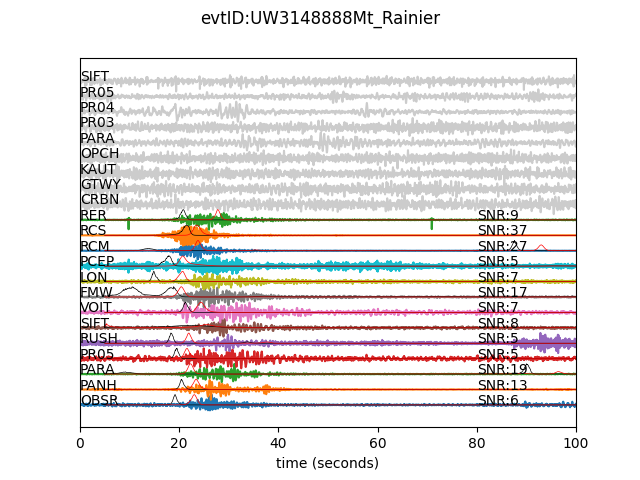 evtID:UW3148888Mt_Rainier
SIFT
PR05
PR04
PR03
PARA
OPCH
KAUT
GTWY
CRBN
RER SNR:9
RCS SNR:37
RCM SNR:27
PCEP SNR:5
LON SNR:7
FMW SNR:17
VOIT SNR:7
SIFT SNR:8
RUSH SNR:5
PR05 SNR:5
PARA SNR:19
PANH SNR:13
OBSR SNR:6
0 20 40 60 80 100
time (seconds)